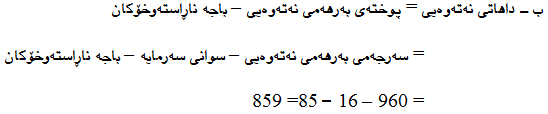 ب ـ داهاتی نەتەوەیی = پوختەی بەرهەمی نەتەوەیی – باجە ناڕاستەوخۆکان
= سەرجەمی بەرهەمی نەتەوەیی – سوانی سەرمایە – باجە ناڕاستەوخۆکان
859 =85 – 16 – 960 =